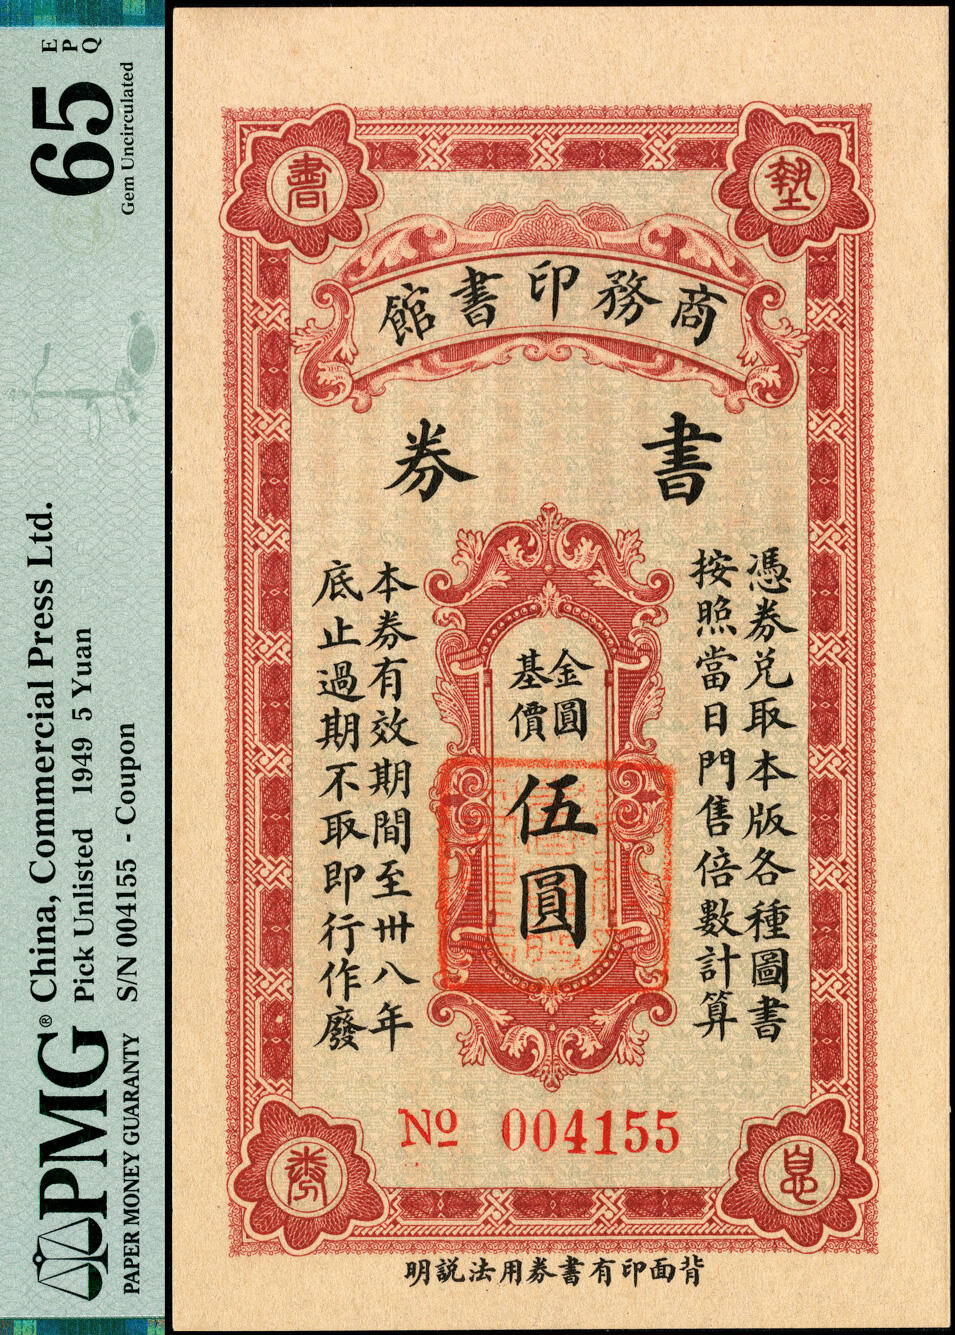 PMG®
PAPER MONEY GUARANTY
China, Commercial Press Ltd.
Pick Unlisted 1949 5 Yuan
S/N 004155 - Coupon
65
EPQ
Gem Uncirculated
商務印書館
書券
憑券兑取本版各種圖書
按照當日門售倍數計算
金圓
基價
伍圓
本券有效期間至卅八年
底止過期不取即行作廢
No 004155
背面印有書券用法説明
書
券